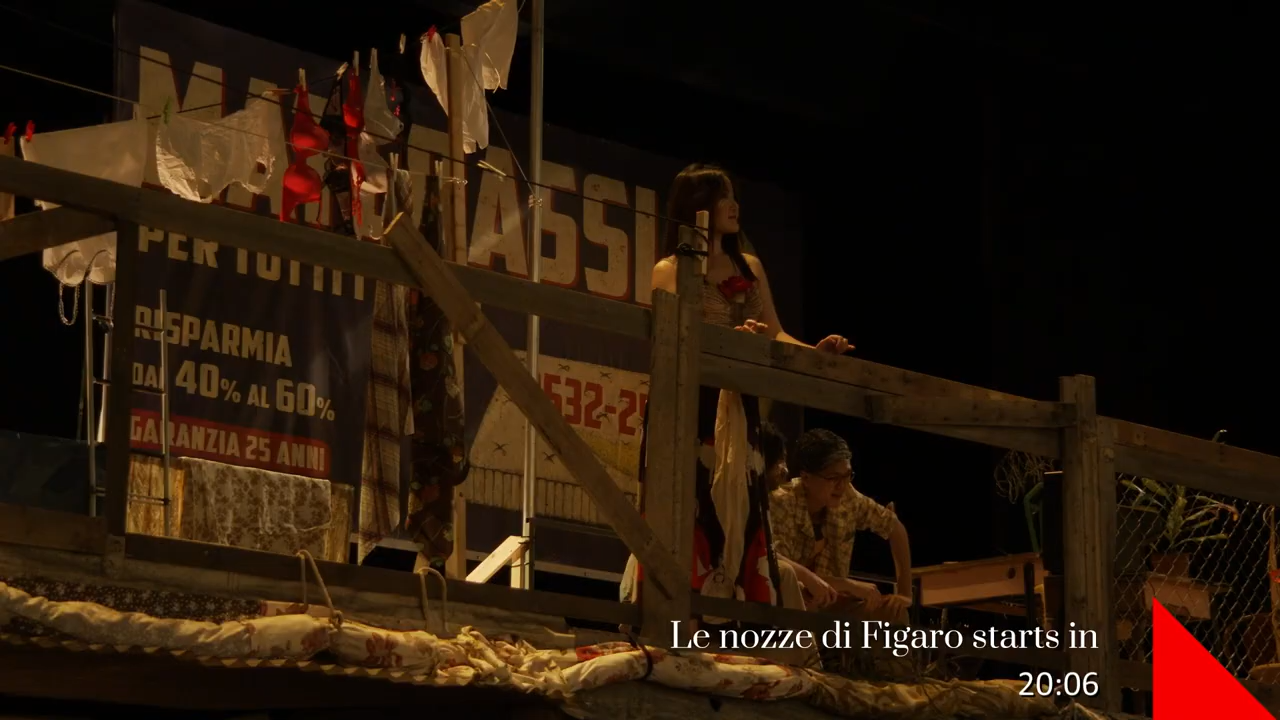 PER TUTTI!
RISPARMIA
DAL 40% AL 60%
GARANZIA 25 ANNI
Le nozze di Figaro starts in
20:06